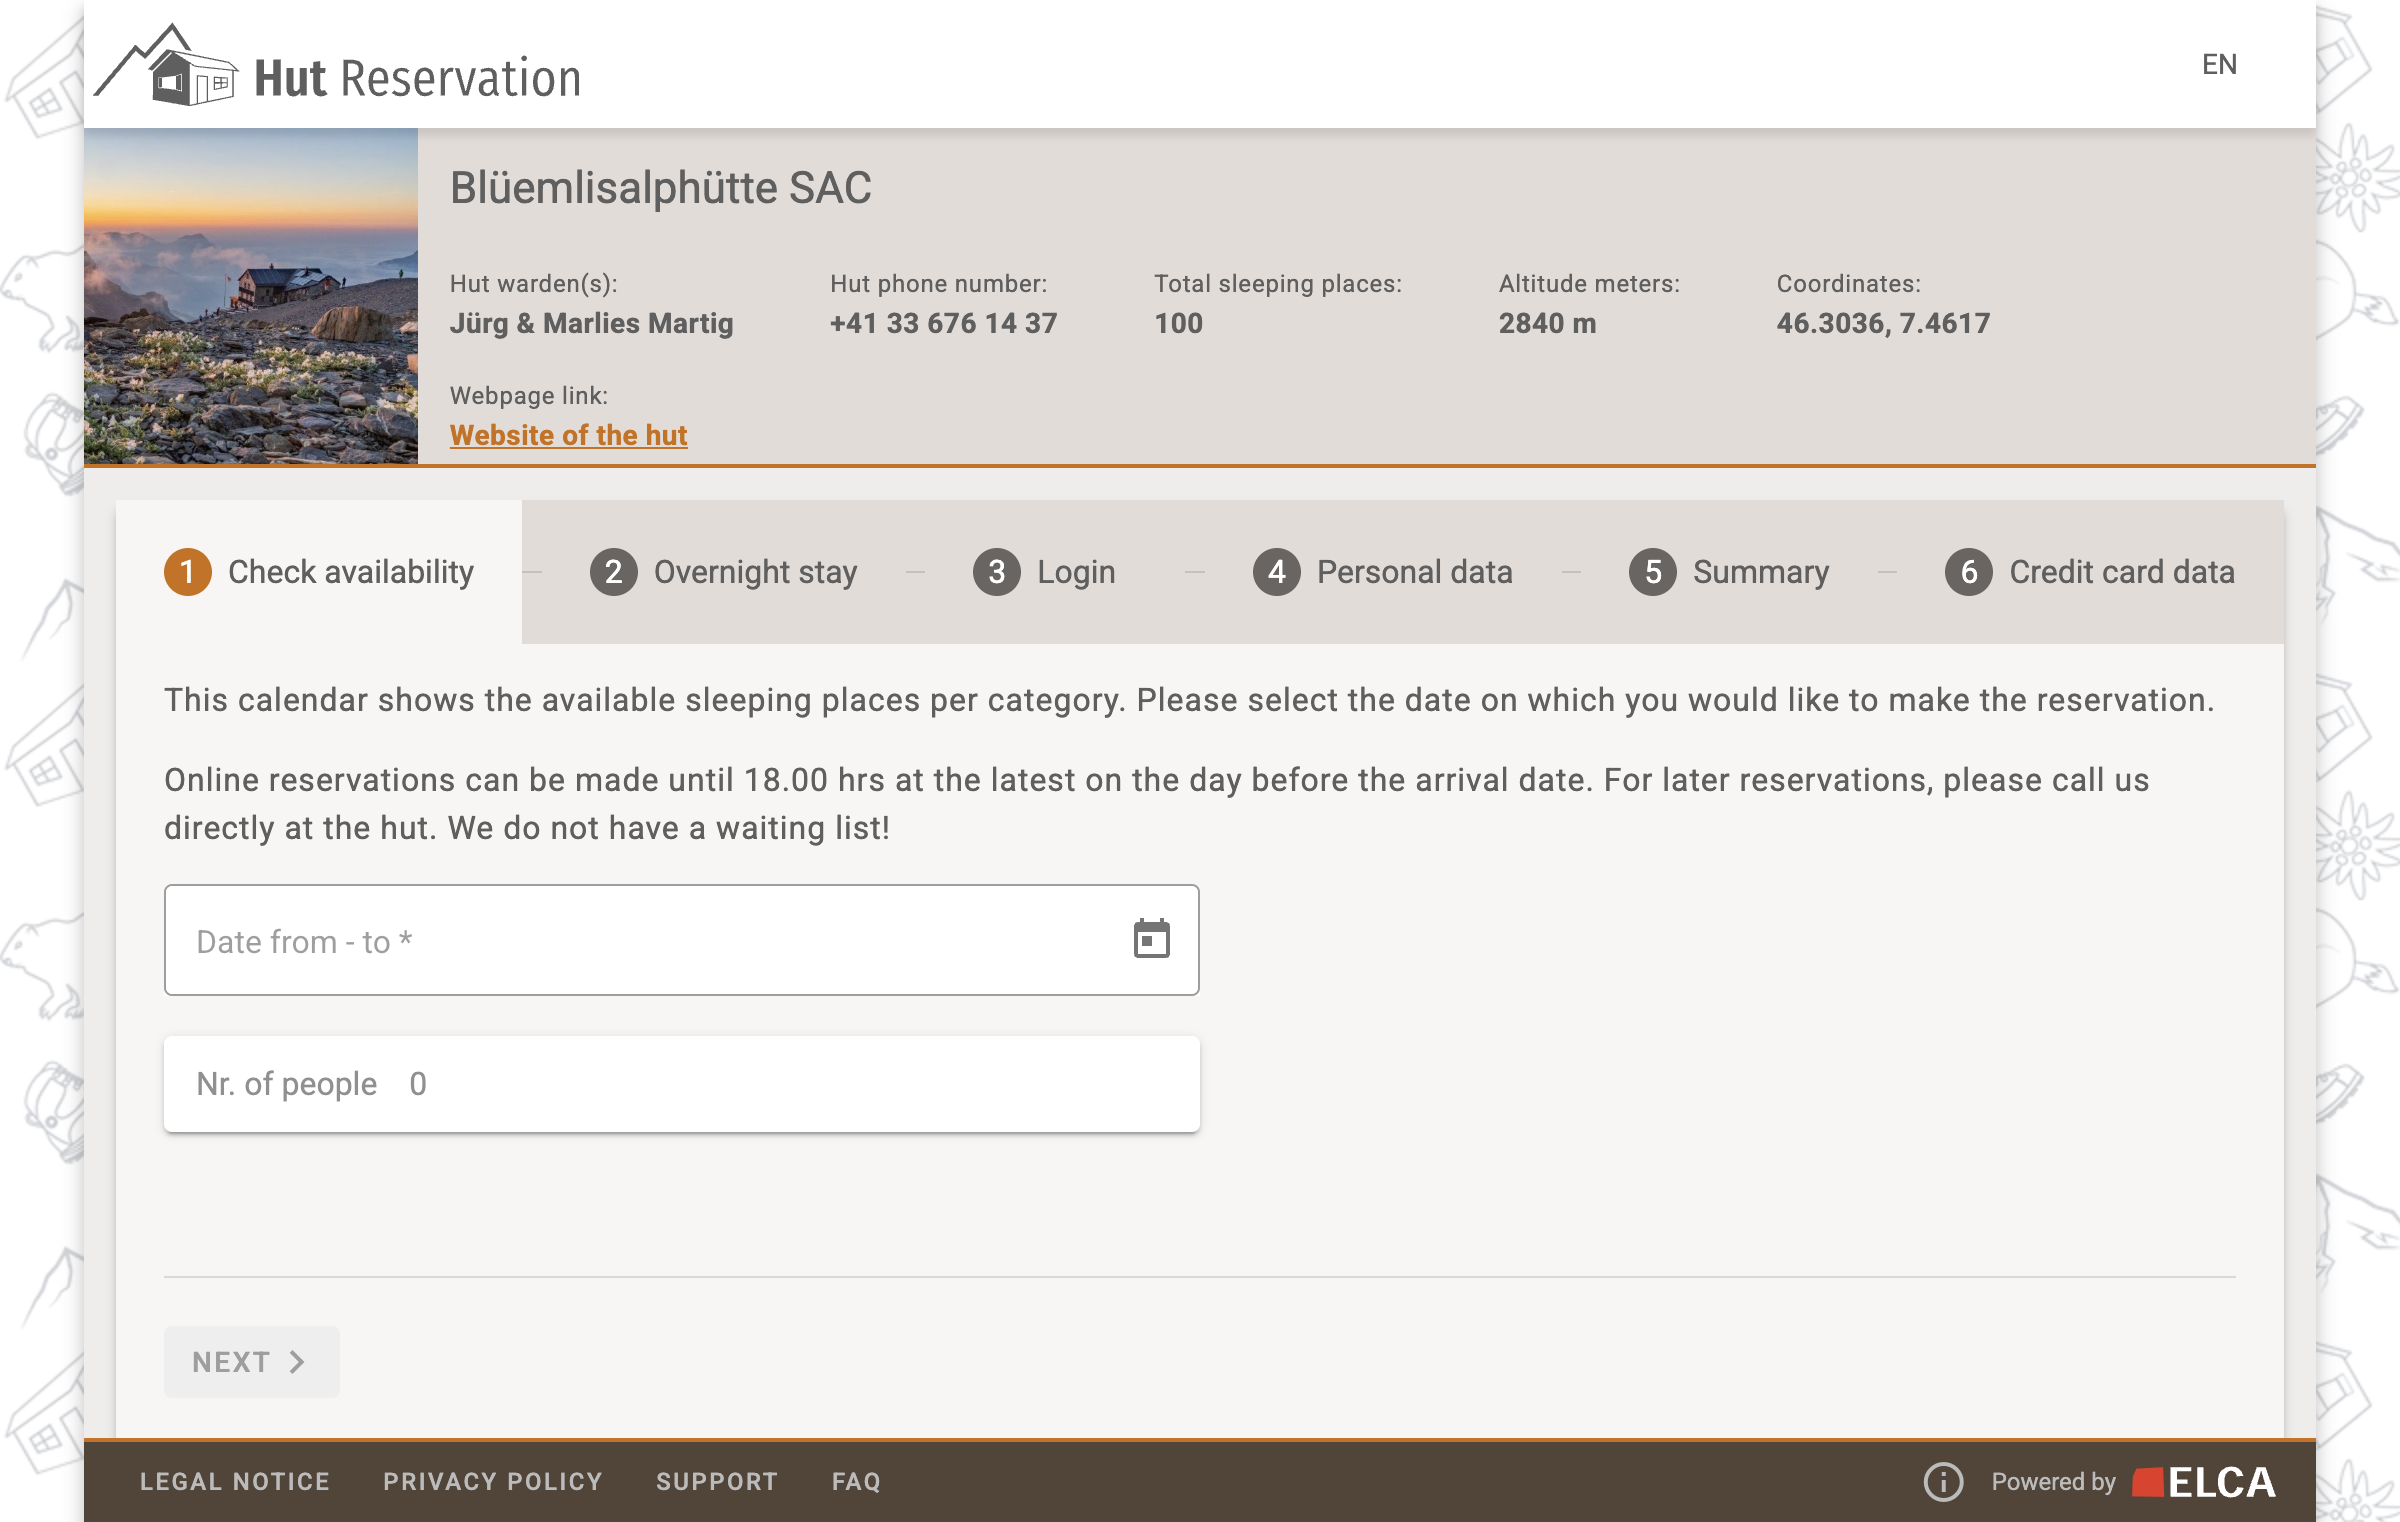 Hut Reservation
EN
Blüemlisalphütte SAC
Hut warden(s):
Jürg & Marlies Martig
Hut phone number:
+41 33 676 14 37
Total sleeping places:
100
Altitude meters:
2840 m
Coordinates:
46.3036, 7.4617
Webpage link:
Website of the hut
1 Check availability
2 Overnight stay
3 Login
4 Personal data
5 Summary
6 Credit card data
This calendar shows the available sleeping places per category. Please select the date on which you would like to make the reservation.
Online reservations can be made until 18.00 hrs at the latest on the day before the arrival date. For later reservations, please call us
directly at the hut. We do not have a waiting list!
Date from - to *
Nr. of people 0
NEXT
LEGAL NOTICE
PRIVACY POLICY
SUPPORT
FAQ
Powered by ELCA